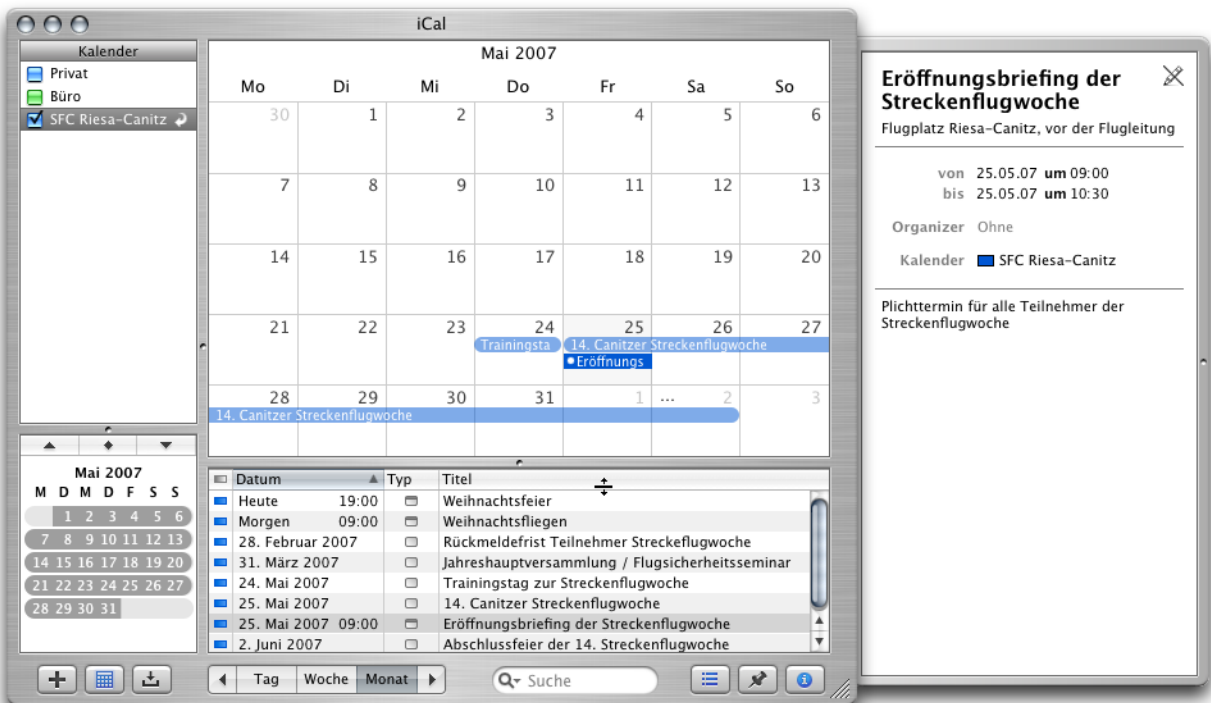 iCal
Kalender
Privat
Büro
SFC Riesa-Canitz
Mai 2007
Mo Di Mi Do Fr Sa So
30 1 2 3 4 5 6
7 8 9 10 11 12 13
14 15 16 17 18 19 20
21 22 23 24 25 26 27
Trainingsta 14. Canitzer Streckenflugwoche
Eröffnungs
28 29 30 31 1 ... 2 3
14. Canitzer Streckenflugwoche
Mai 2007
M D M D F S S
1 2 3 4 5 6
7 8 9 10 11 12 13
14 15 16 17 18 19 20
21 22 23 24 25 26 27
28 29 30 31
Datum Typ Titel
Heute 19:00 Weihnachtsfeier
Morgen 09:00 Weihnachtsfliegen
28. Februar 2007 Rückmeldefrist Teilnehmer Streckeflugwoche
31. März 2007 Jahreshauptversammlung / Flugsicherheitsseminar
24. Mai 2007 Trainingstag zur Streckenflugwoche
25. Mai 2007 14. Canitzer Streckenflugwoche
25. Mai 2007 09:00 Eröffnungsbriefing der Streckenflugwoche
2. Juni 2007 Abschlussfeier der 14. Streckenflugwoche
Tag Woche Monat
Suche
Eröffnungsbriefing der
Streckenflugwoche
Flugplatz Riesa-Canitz, vor der Flugleitung
von 25.05.07 um 09:00
bis 25.05.07 um 10:30
Organizer Ohne
Kalender SFC Riesa-Canitz
Plichttermin für alle Teilnehmer der
Streckenflugwoche